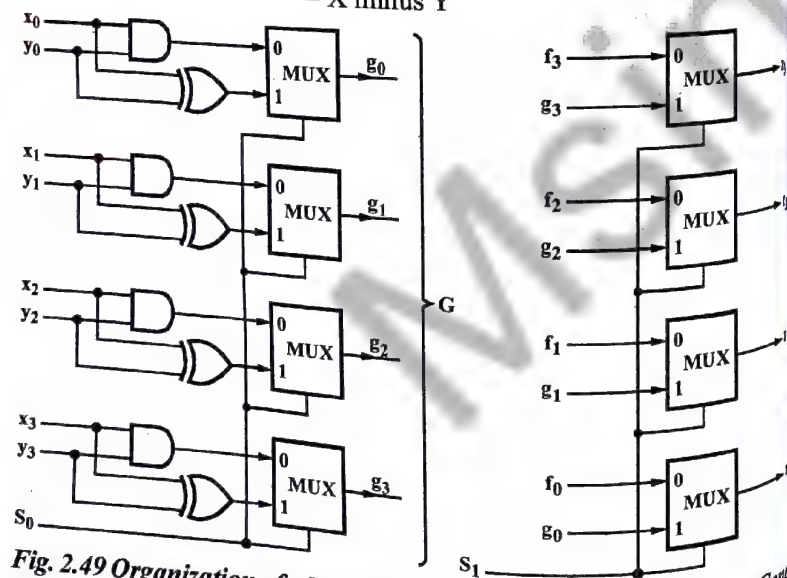 X minus Y
x0
y0
0
MUX
1
g0
x1
y1
0
MUX
1
g1
x2
y2
0
MUX
1
g2
x3
y3
0
MUX
1
g3
S0
G
Fig. 2.49 Organization
f3
0
MUX
g3
1
f2
0
MUX
g2
1
f1
0
MUX
g1
1
f0
0
MUX
g0
1
S1